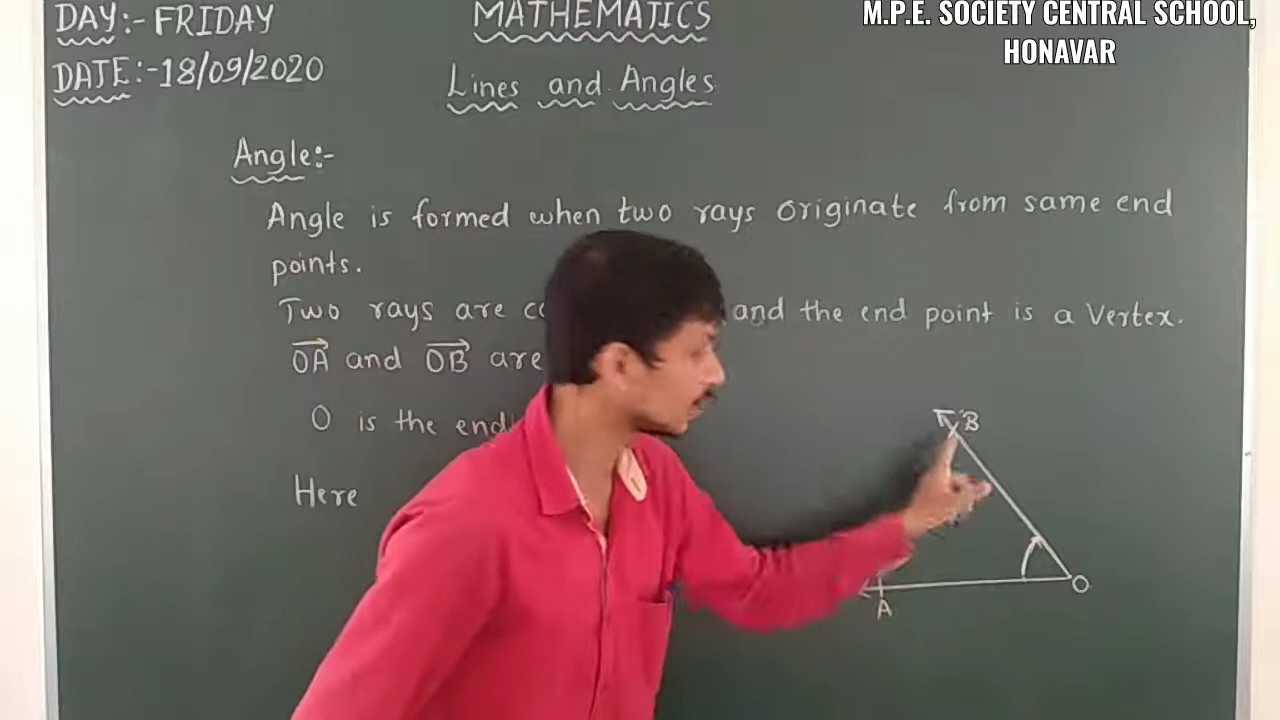 DAY:- FRIDAY
MATHEMATICS
M.P.E. SOCIETY CENTRAL SCHOOL,
HONAVAR
DATE:-18/09/2020
Lines and Angles
Angle:-
Angle is formed when two rays originate from same end
points.
Two rays are and the end point is a Vertex.
OA and OB are
O is the
Here
B
A
O